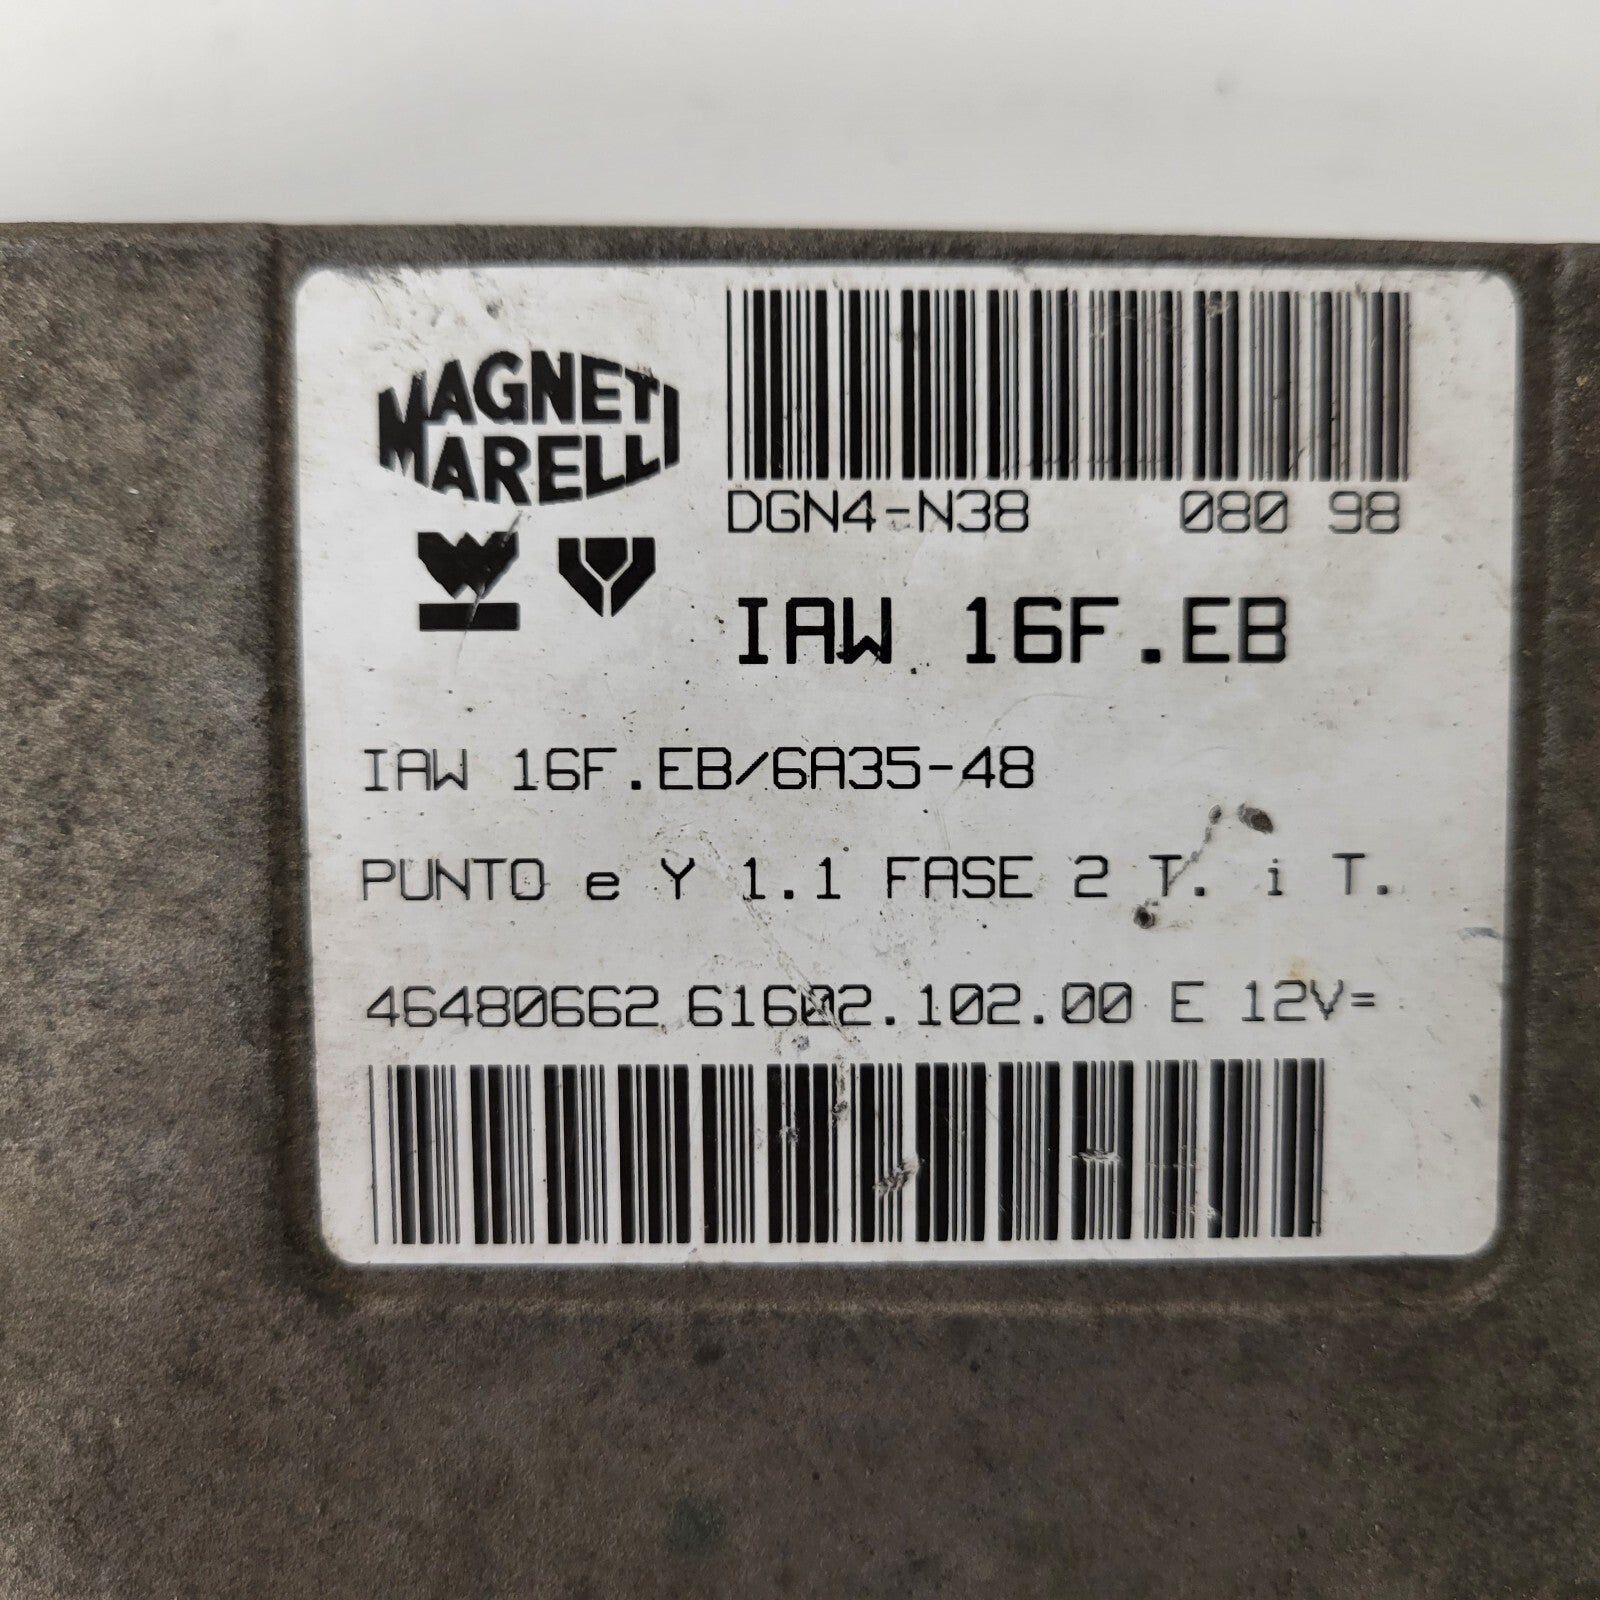 MAGNETI
MARELLI
DGN4-N38 080 98
IAW 16F.EB
IAW 16F.EB/6A35-48
PUNTO e Y 1.1 FASE 2 T. i T.
46480662 61602.102.00 E 12V=